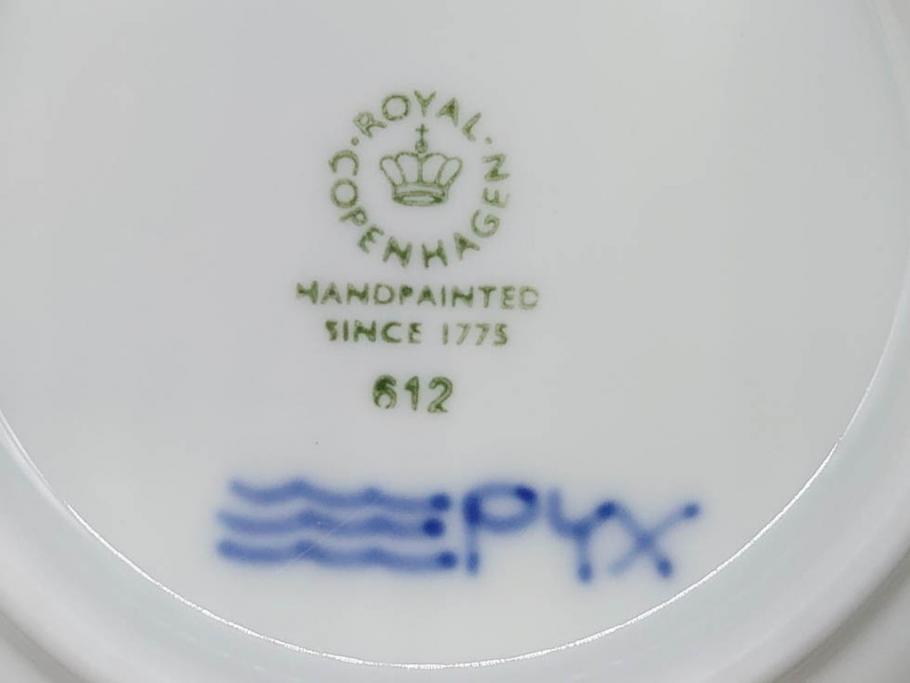 ROYAL
COPENHAGEN
HANDPAINTED
SINCE 1775
612
PYX